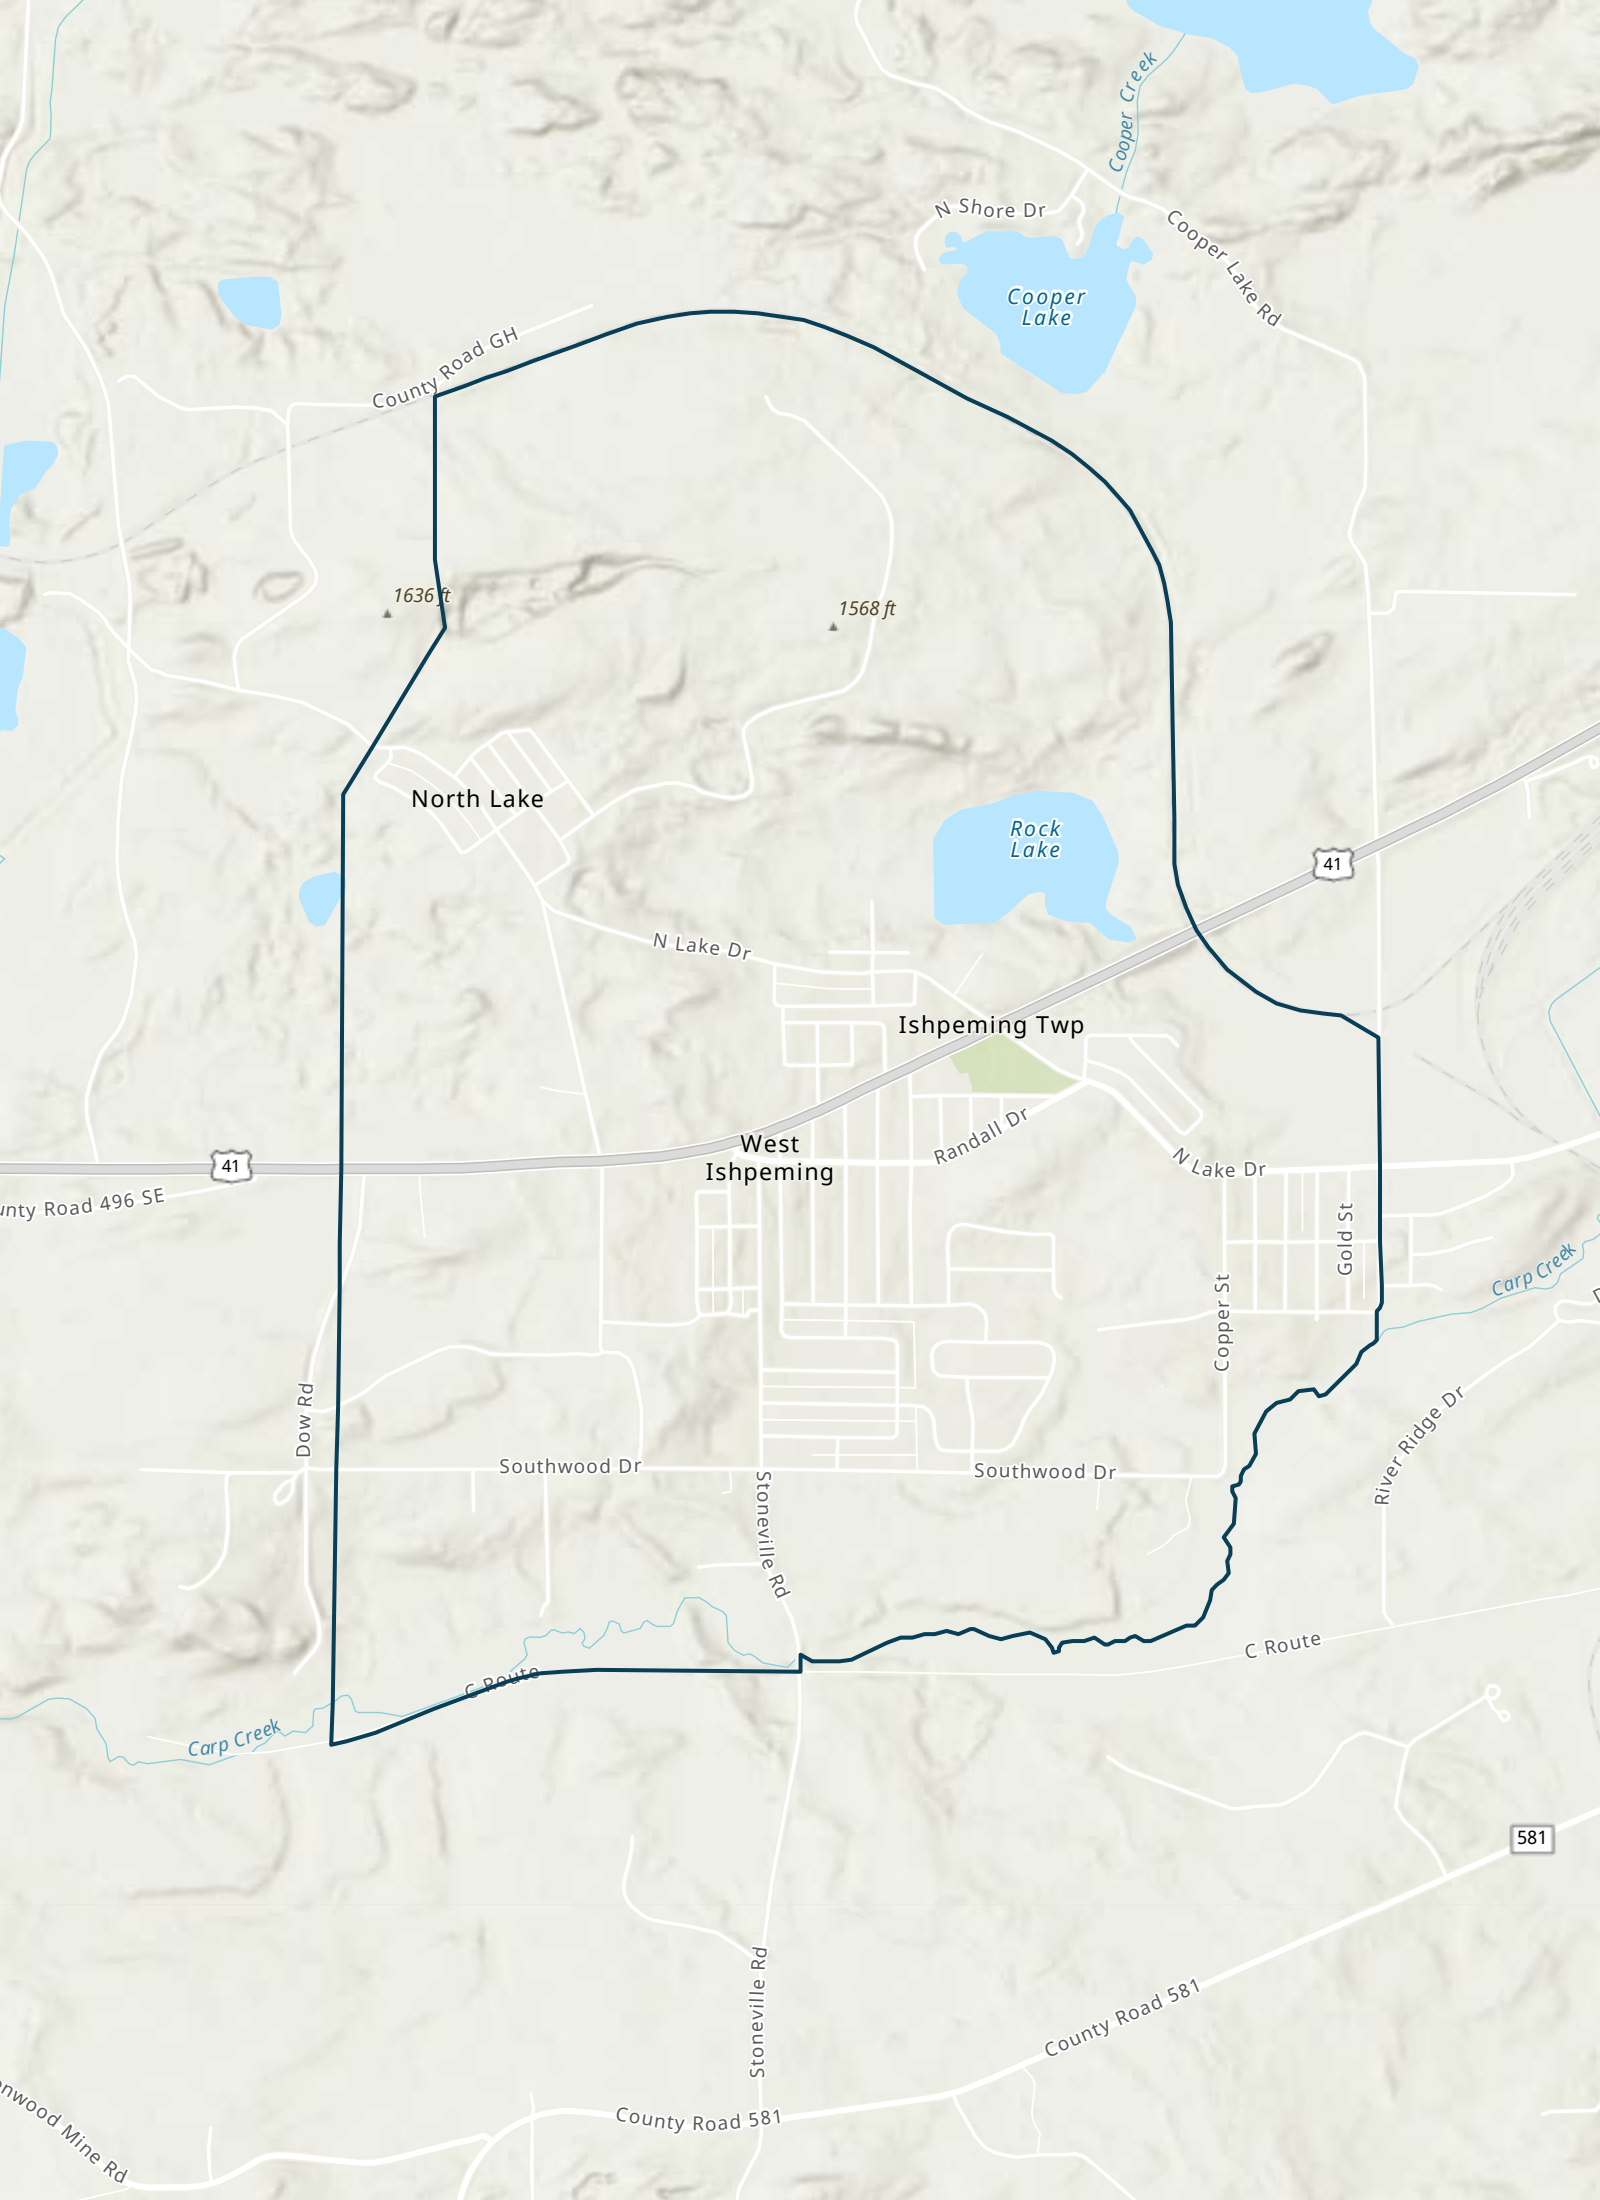 Cooper Creek
N Shore Dr
Cooper Lake Rd
Cooper
Lake
County Road GH
1636 ft
1568 ft
North Lake
Rock
Lake
41
N Lake Dr
Ishpeming Twp
Randall Dr
West
Ishpeming
41
N Lake Dr
unty Road 496 SE
Gold St
Carp Creek
Copper St
Dow Rd
River Ridge Dr
Southwood Dr
Southwood Dr
Stoneville Rd
C Route
C Route
Carp Creek
581
Stoneville Rd
County Road 581
County Road 581
enwood Mine Rd